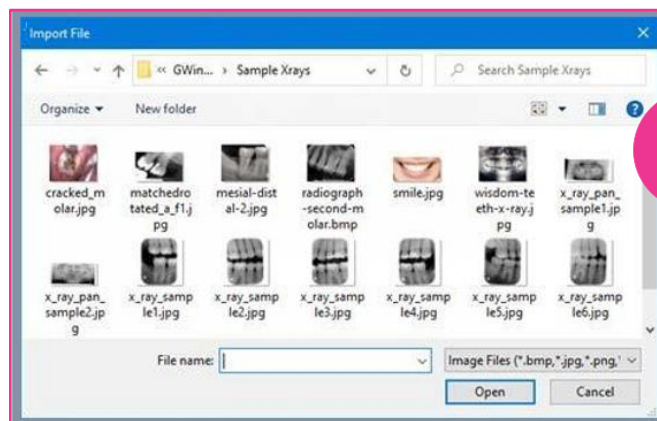 Import File
« GWin... › Sample Xrays
Search Sample Xrays
Organize
New folder
?
cracked_m
olar.jpg
matchedro
tated_a_f1.j
pg
mesial-dist
al-2.jpg
radiograph
-second-m
olar.bmp
smile.jpg
wisdom-te
eth-x-ray.j
pg
x_ray_pan_
sample1.jp
g
x_ray_pan_
sample2.jp
g
x_ray_samp
le1.jpg
x_ray_samp
le2.jpg
x_ray_samp
le3.jpg
x_ray_samp
le4.jpg
x_ray_samp
le5.jpg
x_ray_samp
le6.jpg
File name:
Image Files (*.bmp,*.jpg,*.png,'
Open
Cancel